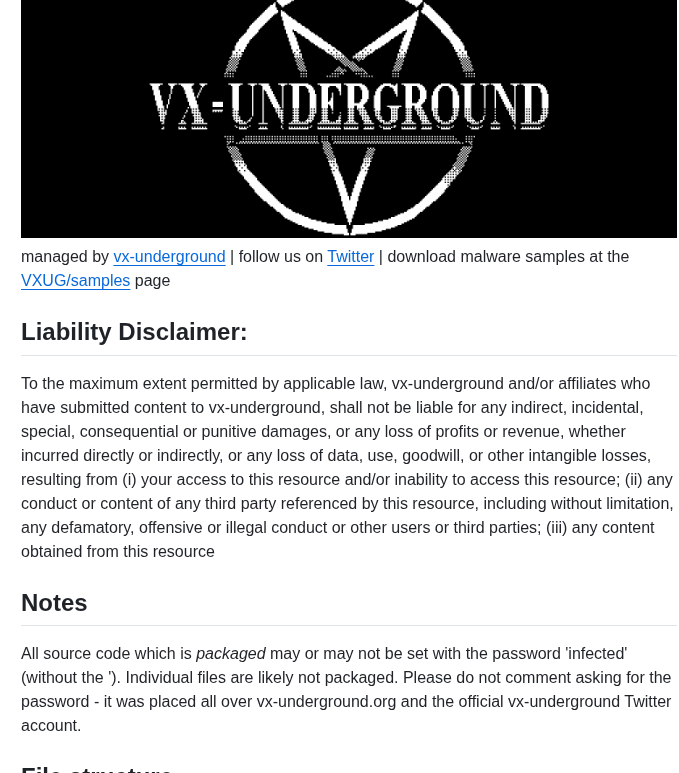 VX-UNDERGROUND
managed by vx-underground | follow us on Twitter | download malware samples at the
VXUG/samples page
Liability Disclaimer:
To the maximum extent permitted by applicable law, vx-underground and/or affiliates who
have submitted content to vx-underground, shall not be liable for any indirect, incidental,
special, consequential or punitive damages, or any loss of profits or revenue, whether
incurred directly or indirectly, or any loss of data, use, goodwill, or other intangible losses,
resulting from (i) your access to this resource and/or inability to access this resource; (ii) any
conduct or content of any third party referenced by this resource, including without limitation,
any defamatory, offensive or illegal conduct or other users or third parties; (iii) any content
obtained from this resource
Notes
All source code which is packaged may or may not be set with the password 'infected'
(without the '). Individual files are likely not packaged. Please do not comment asking for the
password - it was placed all over vx-underground.org and the official vx-underground Twitter
account.
File structure